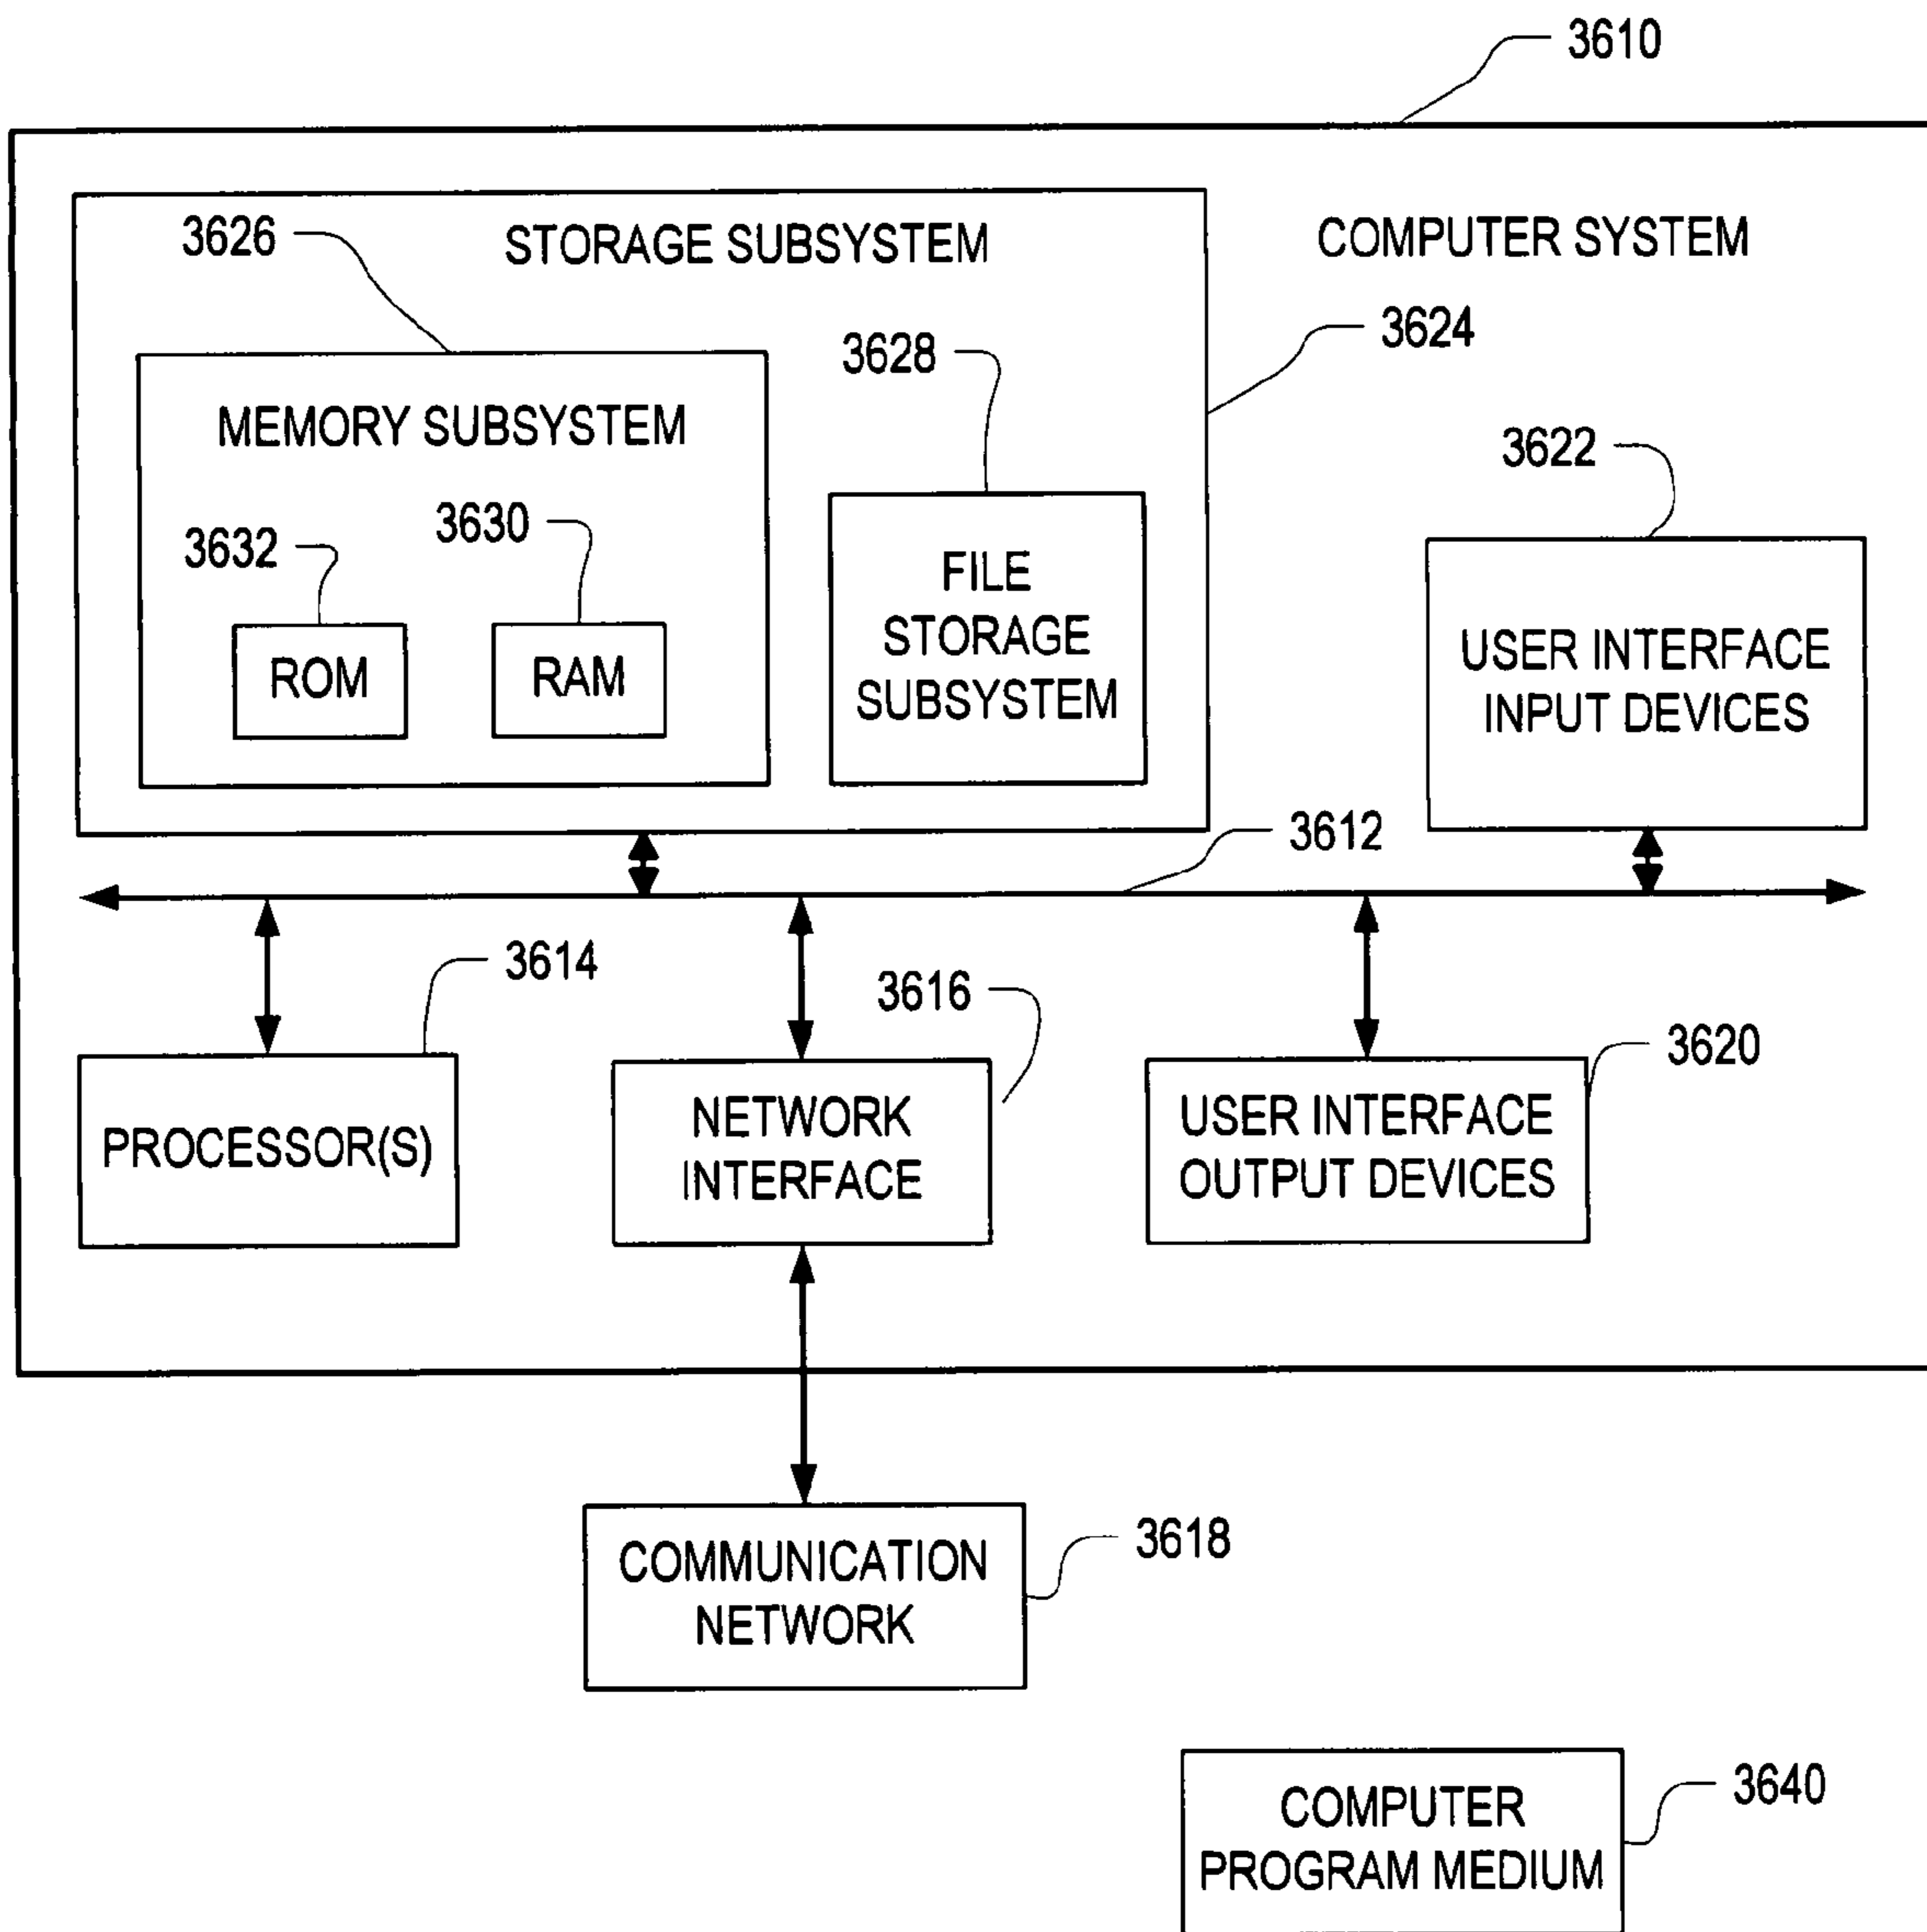 3610
STORAGE SUBSYSTEM
COMPUTER SYSTEM
3626
3624
3628
MEMORY SUBSYSTEM
3622
3632
3630
ROM
RAM
FILE
STORAGE
SUBSYSTEM
USER INTERFACE
INPUT DEVICES
3612
3614
3616
3620
PROCESSOR(S)
NETWORK
INTERFACE
USER INTERFACE
OUTPUT DEVICES
COMMUNICATION
NETWORK
3618
COMPUTER
PROGRAM MEDIUM
3640